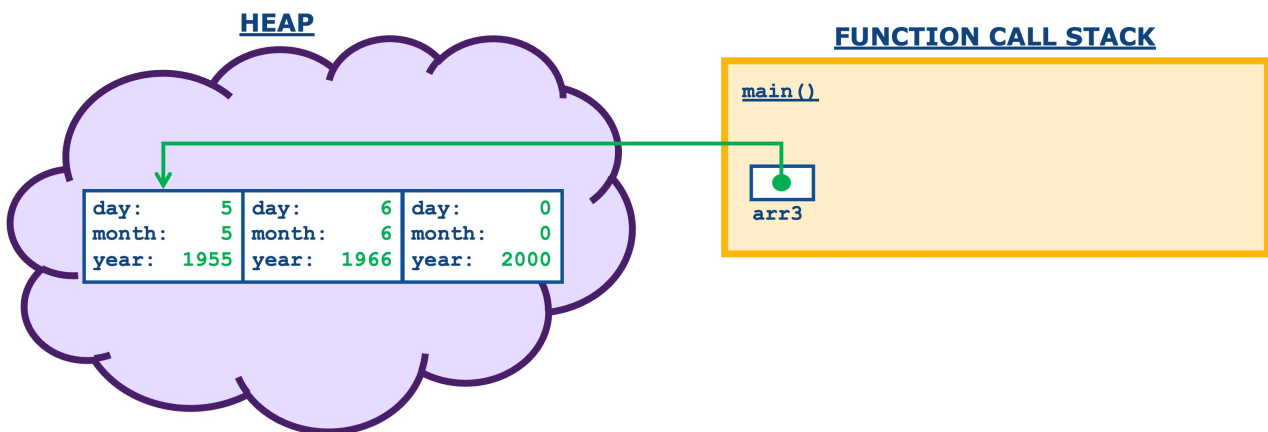 HEAP
FUNCTION CALL STACK
main()
arr3
day: 5 day: 6 day: 0
month: 5 month: 6 month: 0
year: 1955 year: 1966 year: 2000